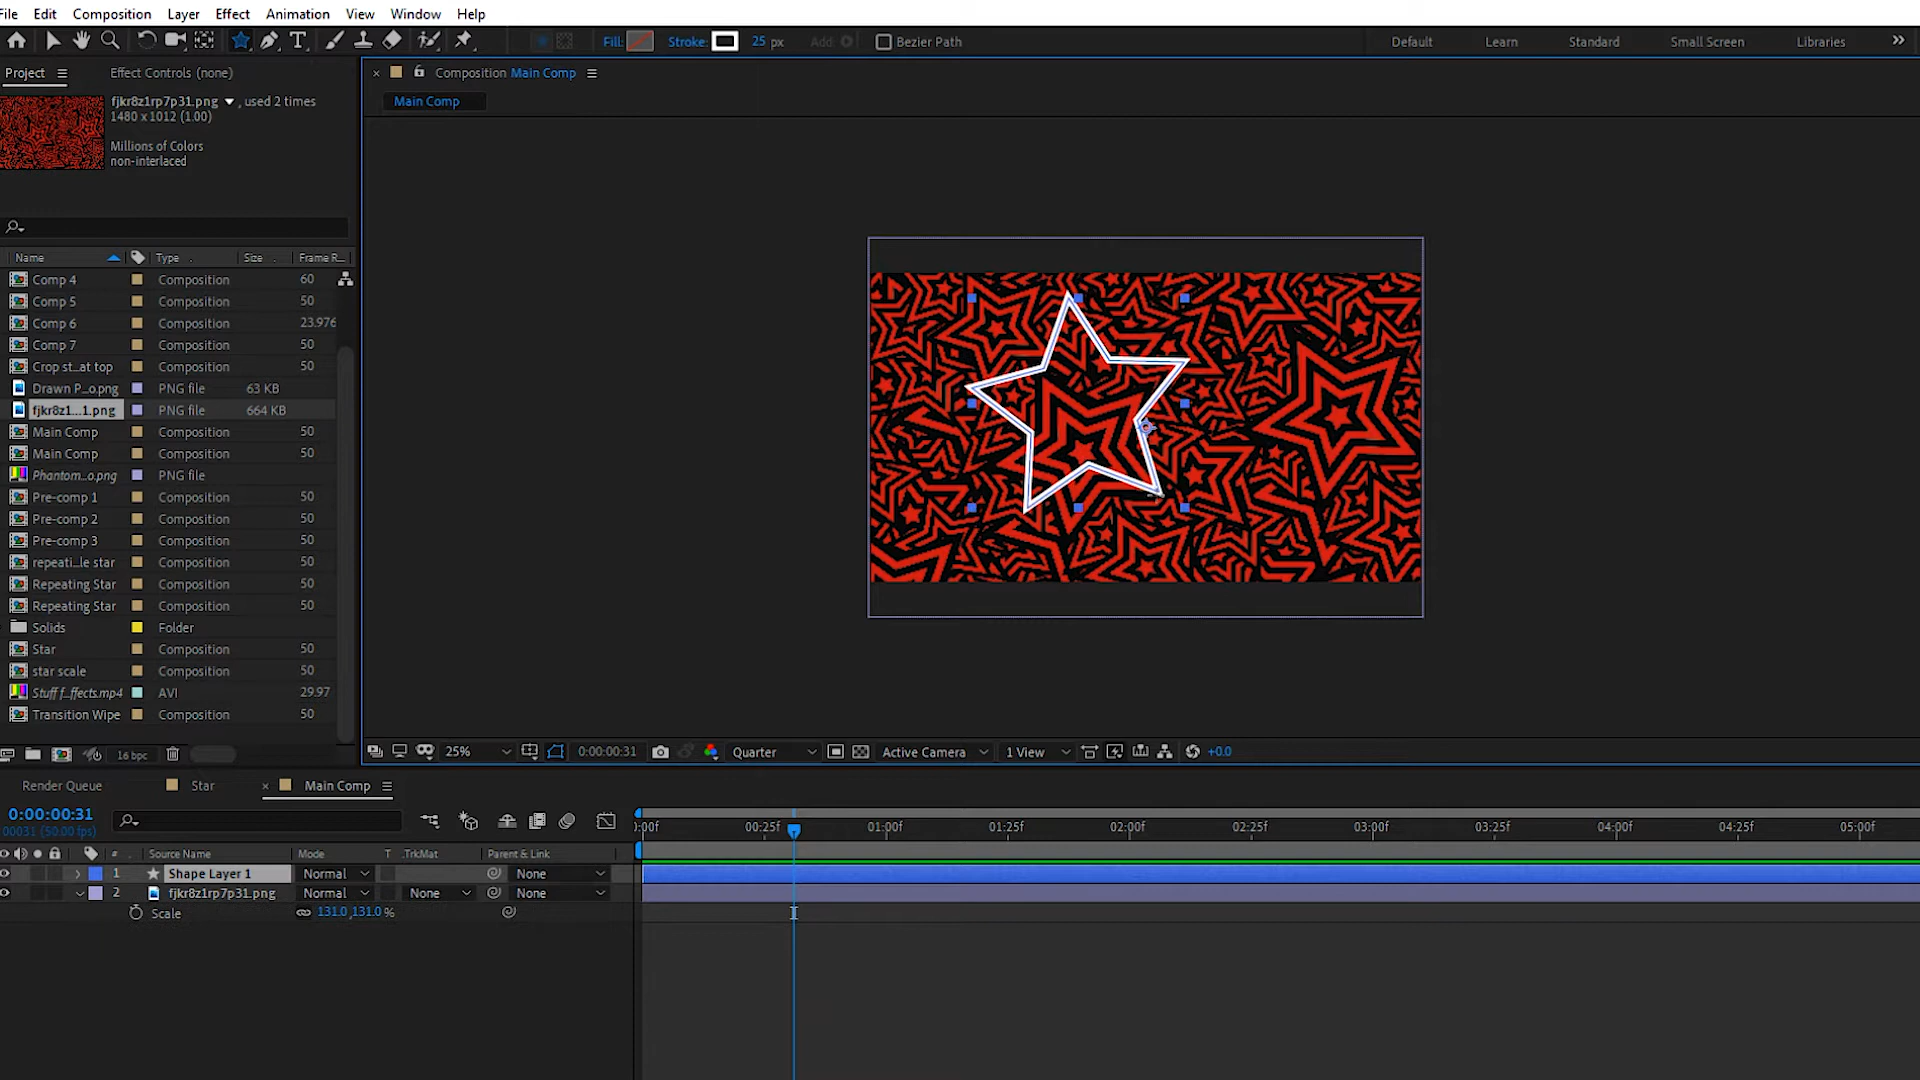 File Edit Composition Layer Effect Animation View Window Help
Fill: Stroke: 25 px Add: Bezier Path Default Learn Standard Small Screen Libraries
Project Effect Controls (none)
Composition Main Comp
Main Comp
fjkr8z1rp7p31.png , used 2 times
1480 x 1012 (1.00)
Millions of Colors
non-interlaced
Name Type Size Frame R...
Comp 4 Composition 60
Comp 5 Composition 50
Comp 6 Composition 23.976
Comp 7 Composition 50
Crop st...at top Composition 50
Drawn P...o.png PNG file 63 KB
fjkr8z1...1.png PNG file 664 KB
Main Comp Composition 50
Main Comp Composition 50
Phantom...o.png PNG file
Pre-comp 1 Composition 50
Pre-comp 2 Composition 50
Pre-comp 3 Composition 50
repeati...le star Composition 50
Repeating Star Composition 50
Repeating Star Composition 50
Solids Folder
Star Composition 50
star scale Composition 50
Stuff f...ffects.mp4 AVI 29.97
Transition Wipe Composition 50
16 bpc
25% 0:00:00:31 Quarter Active Camera 1 View +0.0
Render Queue Star Main Comp
0:00:00:31
00031 (50.00 fps)
:00f 00:25f 01:00f 01:25f 02:00f 02:25f 03:00f 03:25f 04:00f 04:25f 05:00f
# Source Name Mode T .TrkMat Parent & Link
1 Shape Layer 1 Normal None
2 fjkr8z1rp7p31.png Normal None None
Scale 131.0,131.0 %